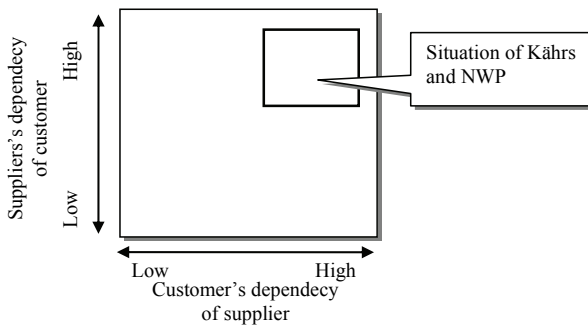 Suppliers's dependecy
of customer
High
Low
Situation of Kährs
and NWP
Low
High
Customer's dependecy
of supplier